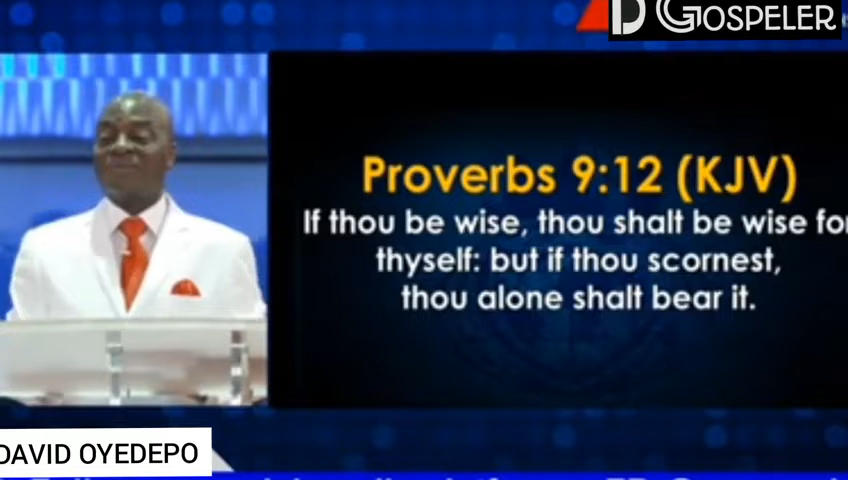 D GOSPELER
Proverbs 9:12 (KJV)
If thou be wise, thou shalt be wise for
thyself: but if thou scornest,
thou alone shalt bear it.
DAVID OYEDEPO